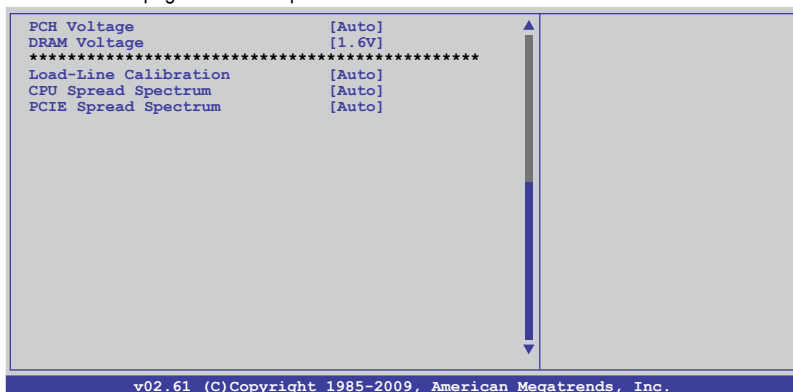 PCH Voltage [Auto]
DRAM Voltage [1.6V]
***********************************************
Load-Line Calibration [Auto]
CPU Spread Spectrum [Auto]
PCIE Spread Spectrum [Auto]
v02.61 (C)Copyright 1985-2009, American Megatrends, Inc.